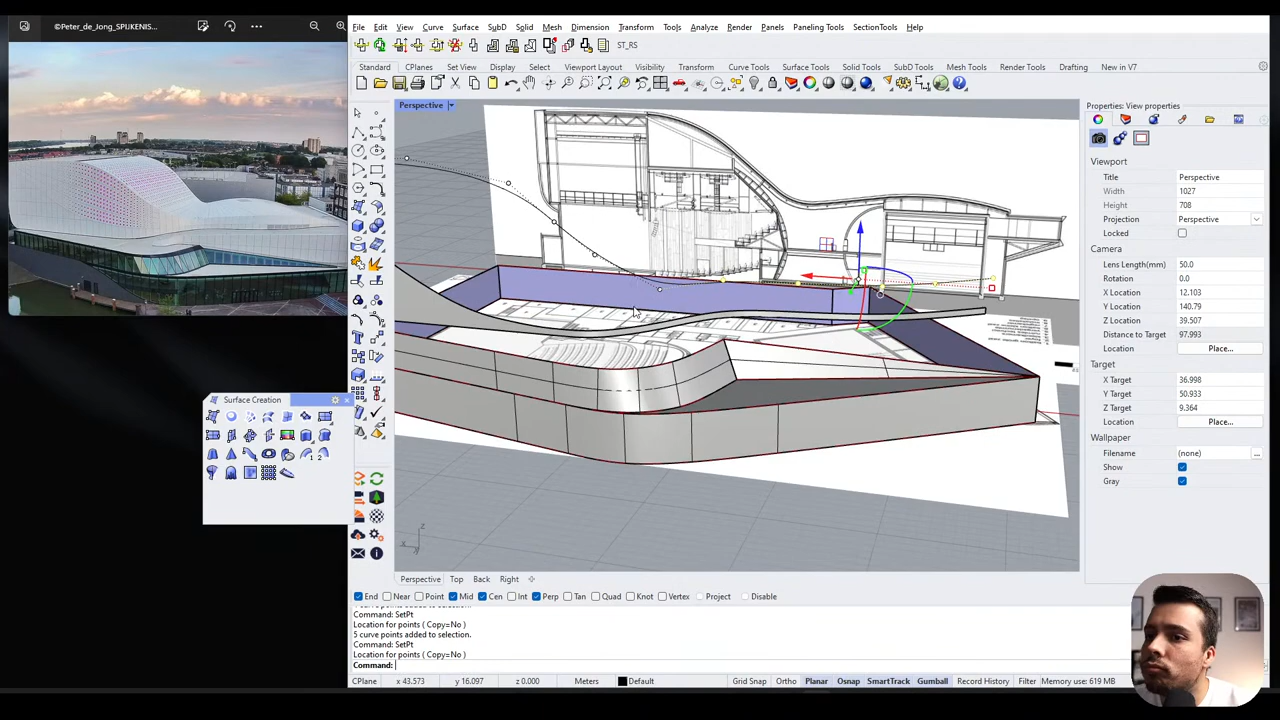 ©Peter_de_Jong_SPIJKENIS...
File Edit View Curve Surface SubD Solid Mesh Dimension Transform Tools Analyze Render Panels Paneling Tools SectionTools Help
ST_RS
Standard CPlanes Set View Display Select Viewport Layout Visibility Transform Curve Tools Surface Tools Solid Tools SubD Tools Mesh Tools Render Tools Drafting New in V7
Perspective
Properties: View properties
Viewport
Title Perspective
Width 1027
Height 708
Projection Perspective
Locked
Camera
Lens Length(mm) 50.0
Rotation 0.0
X Location 12.103
Y Location 140.79
Z Location 39.507
Distance to Target 97.993
Location Place...
Target
X Target 36.998
Y Target 50.933
Z Target 9.364
Location Place...
Wallpaper
Filename (none) ...
Show
Gray
Surface Creation
Perspective Top Back Right
End Near Point Mid Cen Int Perp Tan Quad Knot Vertex Project Disable
Command: SetPt
Location for points ( Copy=No )
5 curve points added to selection.
Command: SetPt
Location for points ( Copy=No )
Command:
CPlane x 43.573 y 16.097 z 0.000 Meters Default Grid Snap Ortho Planar Osnap SmartTrack Gumball Record History Filter Memory use: 619 MB